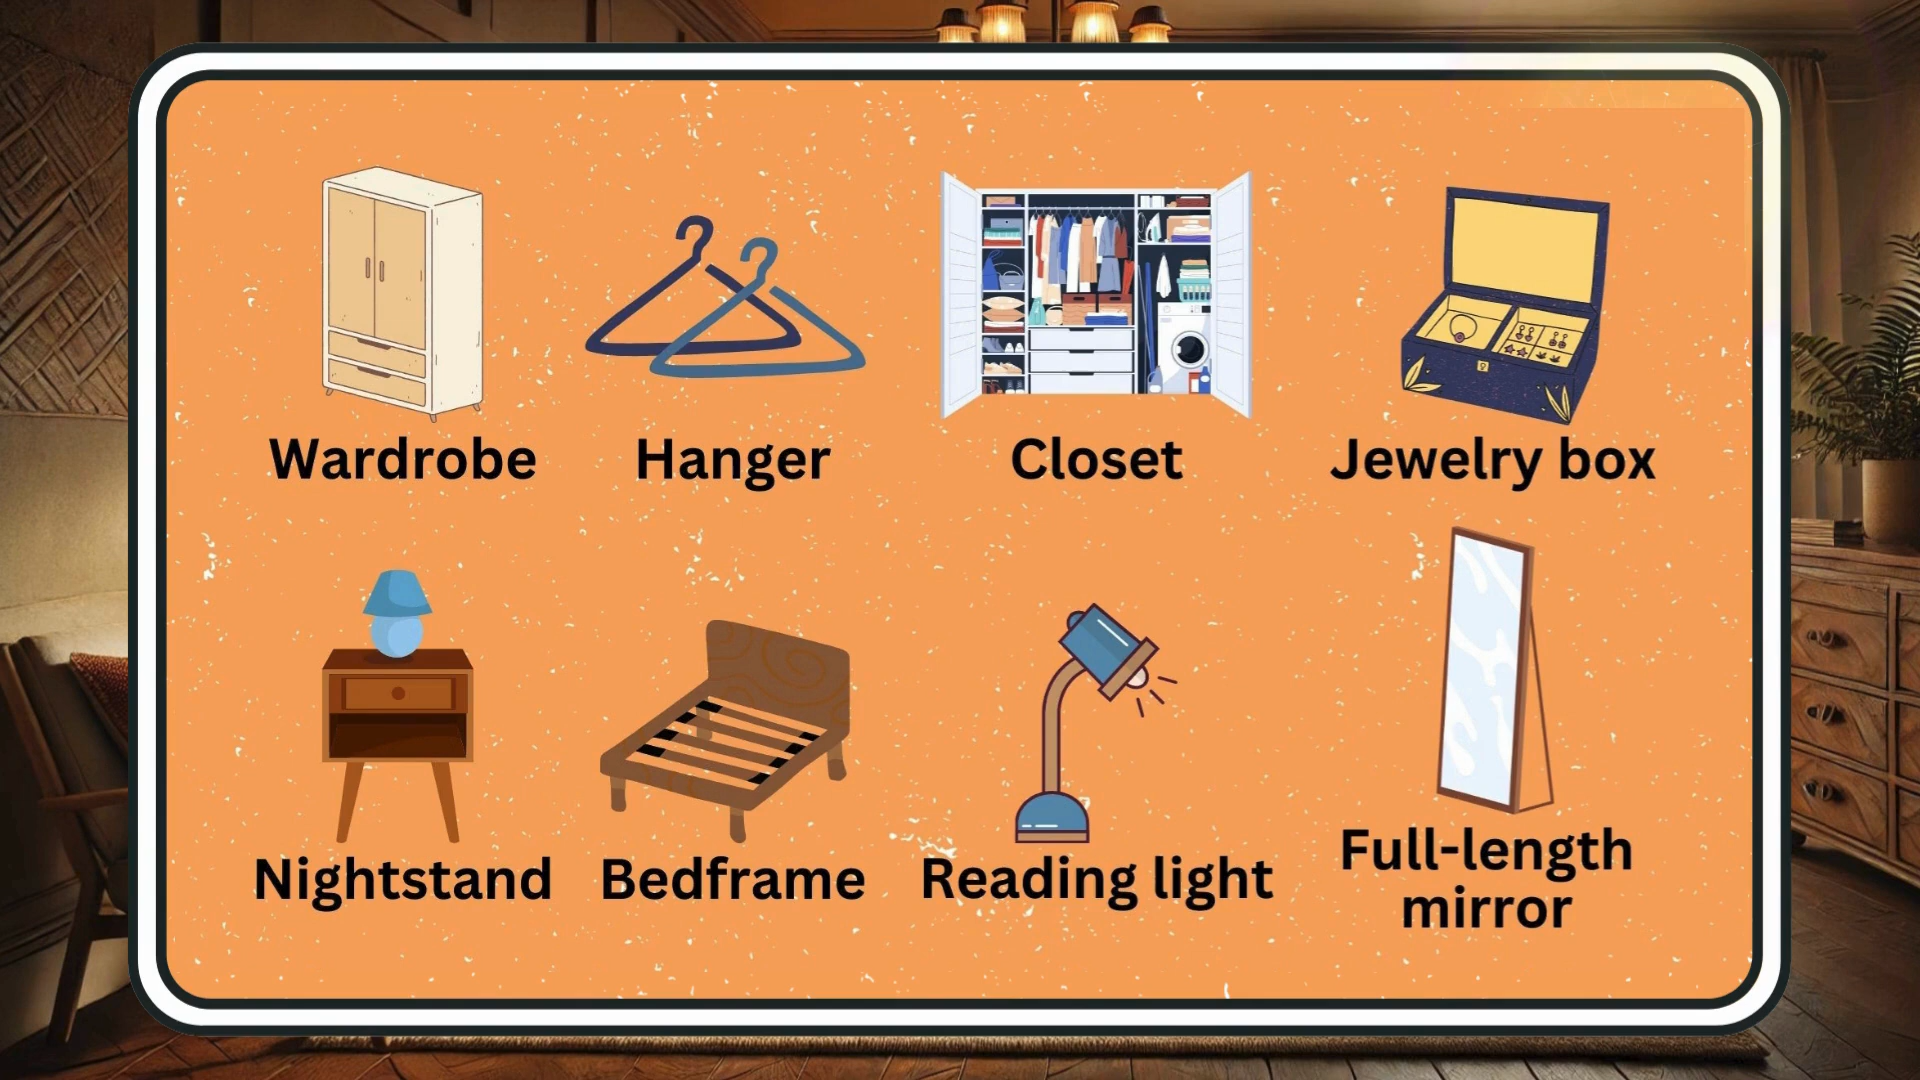 Wardrobe
Hanger
Closet
Jewelry box
Nightstand
Bedframe
Reading light
Full-length
mirror